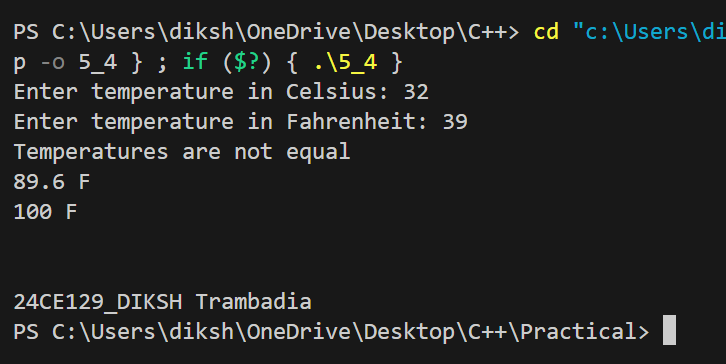 PS C:\Users\diksh\OneDrive\Desktop\C++> cd "c:\Users\di
p -o 5_4 } ; if ($?) { .\5_4 }
Enter temperature in Celsius: 32
Enter temperature in Fahrenheit: 39
Temperatures are not equal
89.6 F
100 F
24CE129_DIKSH Trambadia
PS C:\Users\diksh\OneDrive\Desktop\C++\Practical>